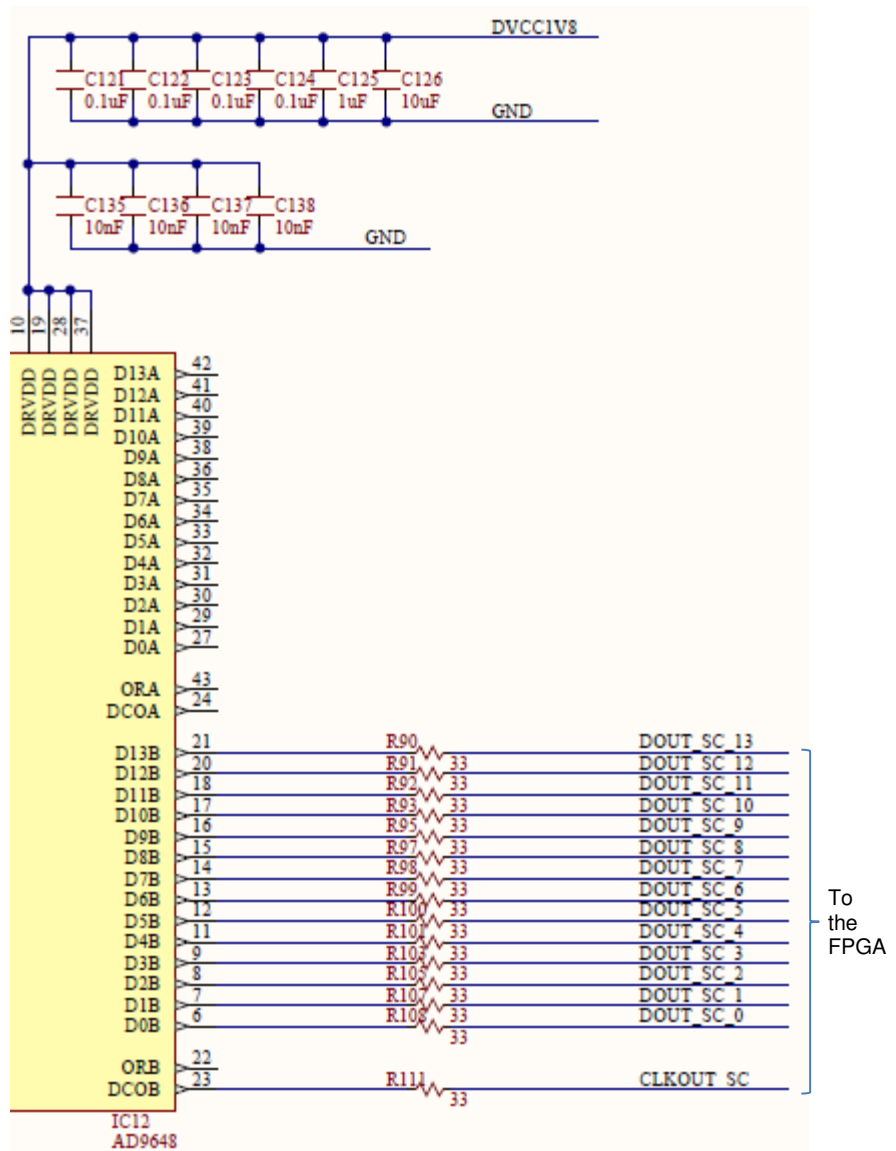 DVCC1V8
C121 C122 C123 C124 C125 C126
0.1uF 0.1uF 0.1uF 0.1uF 1uF 10uF
GND
C135 C136 C137 C138
10nF 10nF 10nF 10nF
GND
10 19 28 37
DRVDD DRVDD DRVDD DRVDD
D13A 42
D12A 41
D11A 40
D10A 39
D9A 38
D8A 36
D7A 35
D6A 34
D5A 33
D4A 32
D3A 31
D2A 30
D1A 29
D0A 27
ORA 43
DCOA 24
D13B 21 R90 33 DOUT_SC_13
D12B 20 R91 33 DOUT_SC_12
D11B 18 R92 33 DOUT_SC_11
D10B 17 R93 33 DOUT_SC_10
D9B 16 R95 33 DOUT_SC_9
D8B 15 R97 33 DOUT_SC_8
D7B 14 R98 33 DOUT_SC_7
D6B 13 R99 33 DOUT_SC_6
D5B 12 R100 33 DOUT_SC_5
D4B 11 R101 33 DOUT_SC_4
D3B 9 R103 33 DOUT_SC_3
D2B 8 R105 33 DOUT_SC_2
D1B 7 R107 33 DOUT_SC_1
D0B 6 R108 33 DOUT_SC_0
ORB 22
DCOB 23 R111 33 CLKOUT_SC
To
the
FPGA
IC12
AD9648